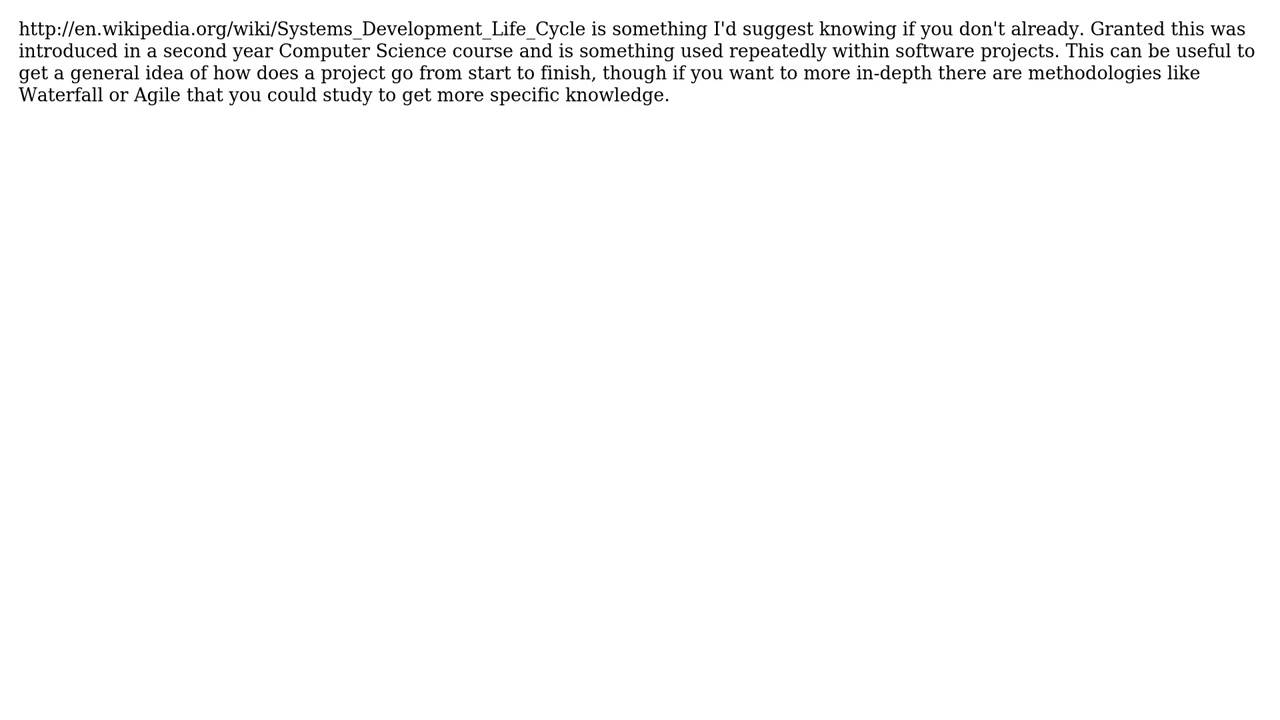 http://en.wikipedia.org/wiki/Systems_Development_Life_Cycle is something I'd suggest knowing if you don't already. Granted this was
introduced in a second year Computer Science course and is something used repeatedly within software projects. This can be useful to
get a general idea of how does a project go from start to finish, though if you want to more in-depth there are methodologies like
Waterfall or Agile that you could study to get more specific knowledge.